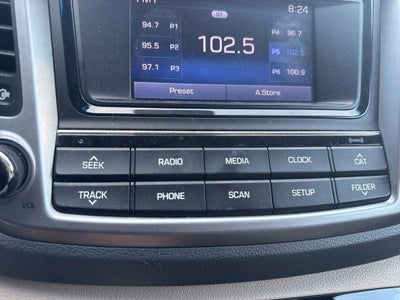 8:24
94.7 P1
P4 96.7
95.5 P2
102.5
P5 102.5
97.1 P3
P6 100.9
Preset
A.Store
SEEK
RADIO
MEDIA
CLOCK
CAT
TRACK
PHONE
SCAN
SETUP
FOLDER
VOL